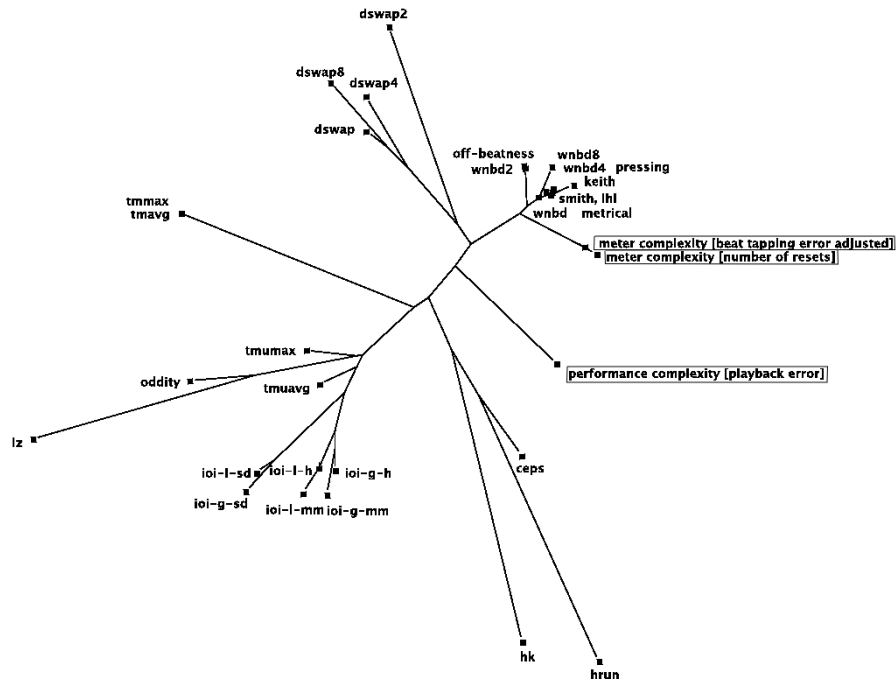 dswap2
dswap8
dswap4
dswap
off-beatness
wnbd8
wnbd2
wnbd4 pressing
keith
smith, lhl
wnbd metrical
tmmax
tmavg
meter complexity [beat tapping error adjusted]
meter complexity [number of resets]
tmumax
oddity
tmuavg
performance complexity [playback error]
lz
ioi-l-sd
ioi-l-h
ioi-g-h
ceps
ioi-g-sd
ioi-l-mm
ioi-g-mm
hk
hrun